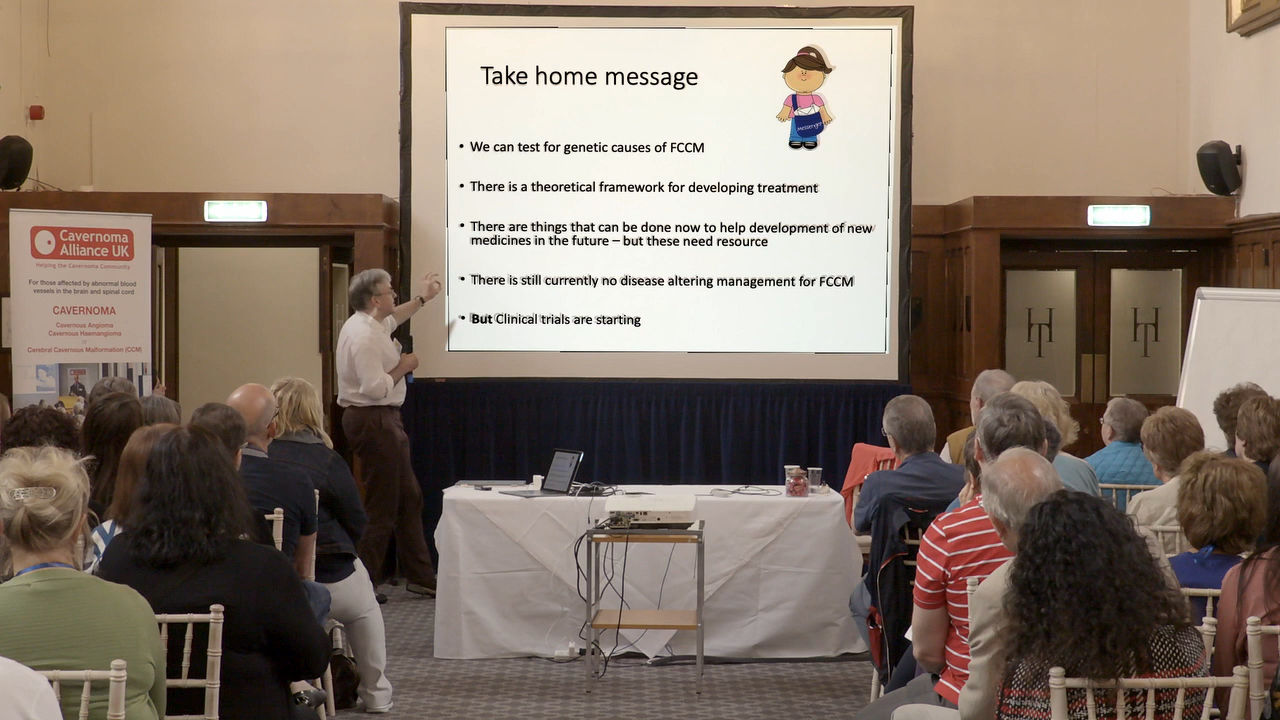 Take home message
messenger
• We can test for genetic causes of FCCM
• There is a theoretical framework for developing treatment
• There are things that can be done now to help development of new
medicines in the future – but these need resource
• There is still currently no disease altering management for FCCM
• But Clinical trials are starting
Cavernoma
Alliance UK
Helping the Cavernoma Community
For those affected by abnormal blood
vessels in the brain and spinal cord
CAVERNOMA
Cavernous Angioma
Cavernous Haemangioma
or
Cerebral Cavernous Malformation (CCM)
HT
HT